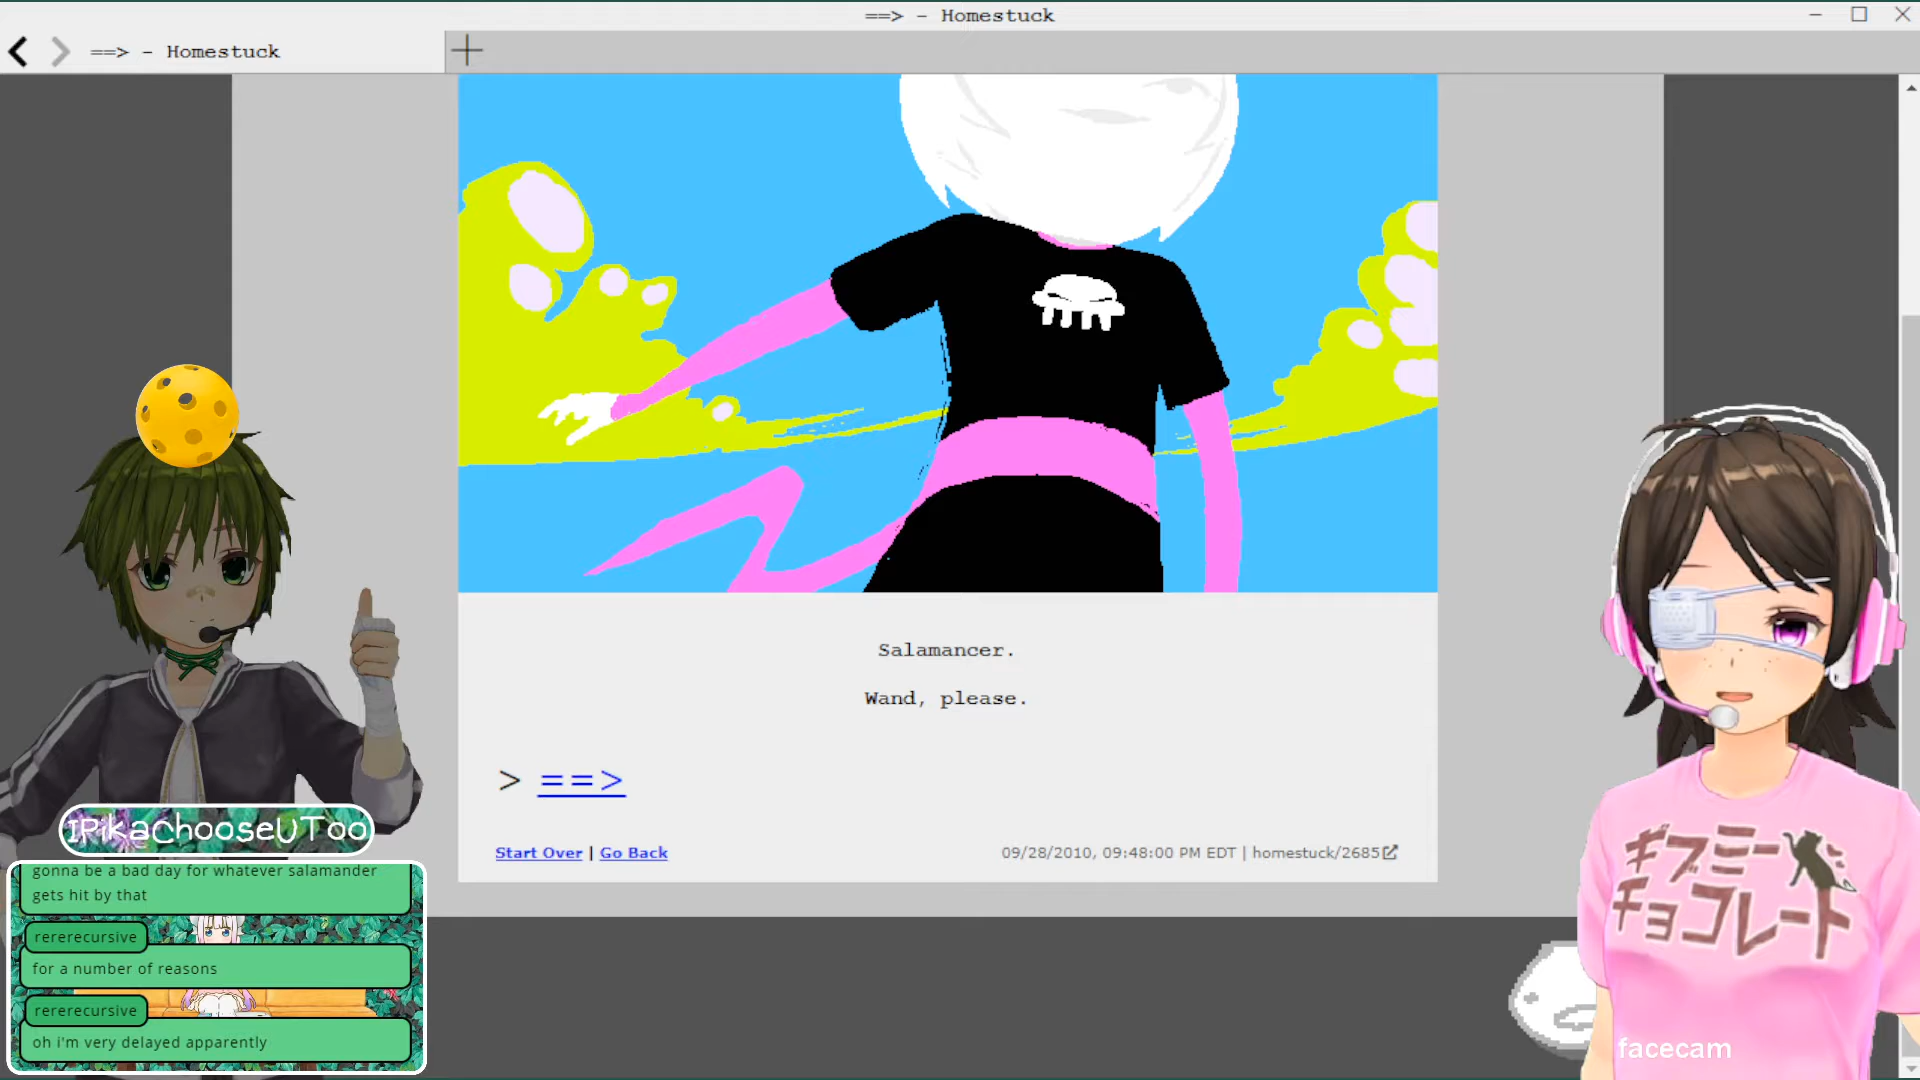 ==> - Homestuck
==> - Homestuck
Salamancer.
Wand, please.
> ==>
Start Over | Go Back
09/28/2010, 09:48:00 PM EDT | homestuck/2685
IPikaChooseUToo
gonna be a bad day for whatever salamander
gets hit by that
rererecursive
for a number of reasons
rererecursive
oh i'm very delayed apparently
ギブミー
チョコレート
facecam